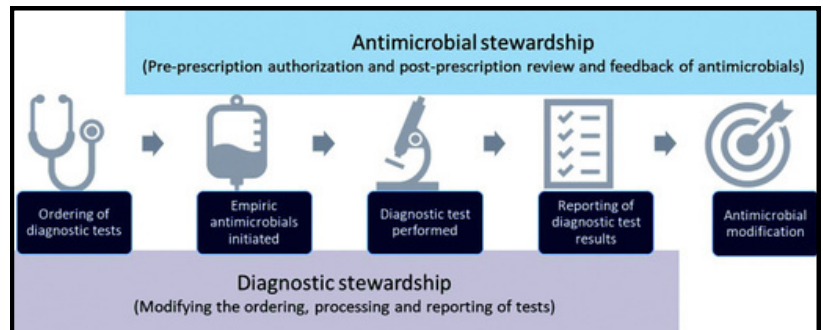 Antimicrobial stewardship
(Pre-prescription authorization and post-prescription review and feedback of antimicrobials)
Ordering of
diagnostic tests
Empiric
antimicrobials
initiated
Diagnostic test
performed
Reporting of
diagnostic test
results
Antimicrobial
modification
Diagnostic stewardship
(Modifying the ordering, processing and reporting of tests)